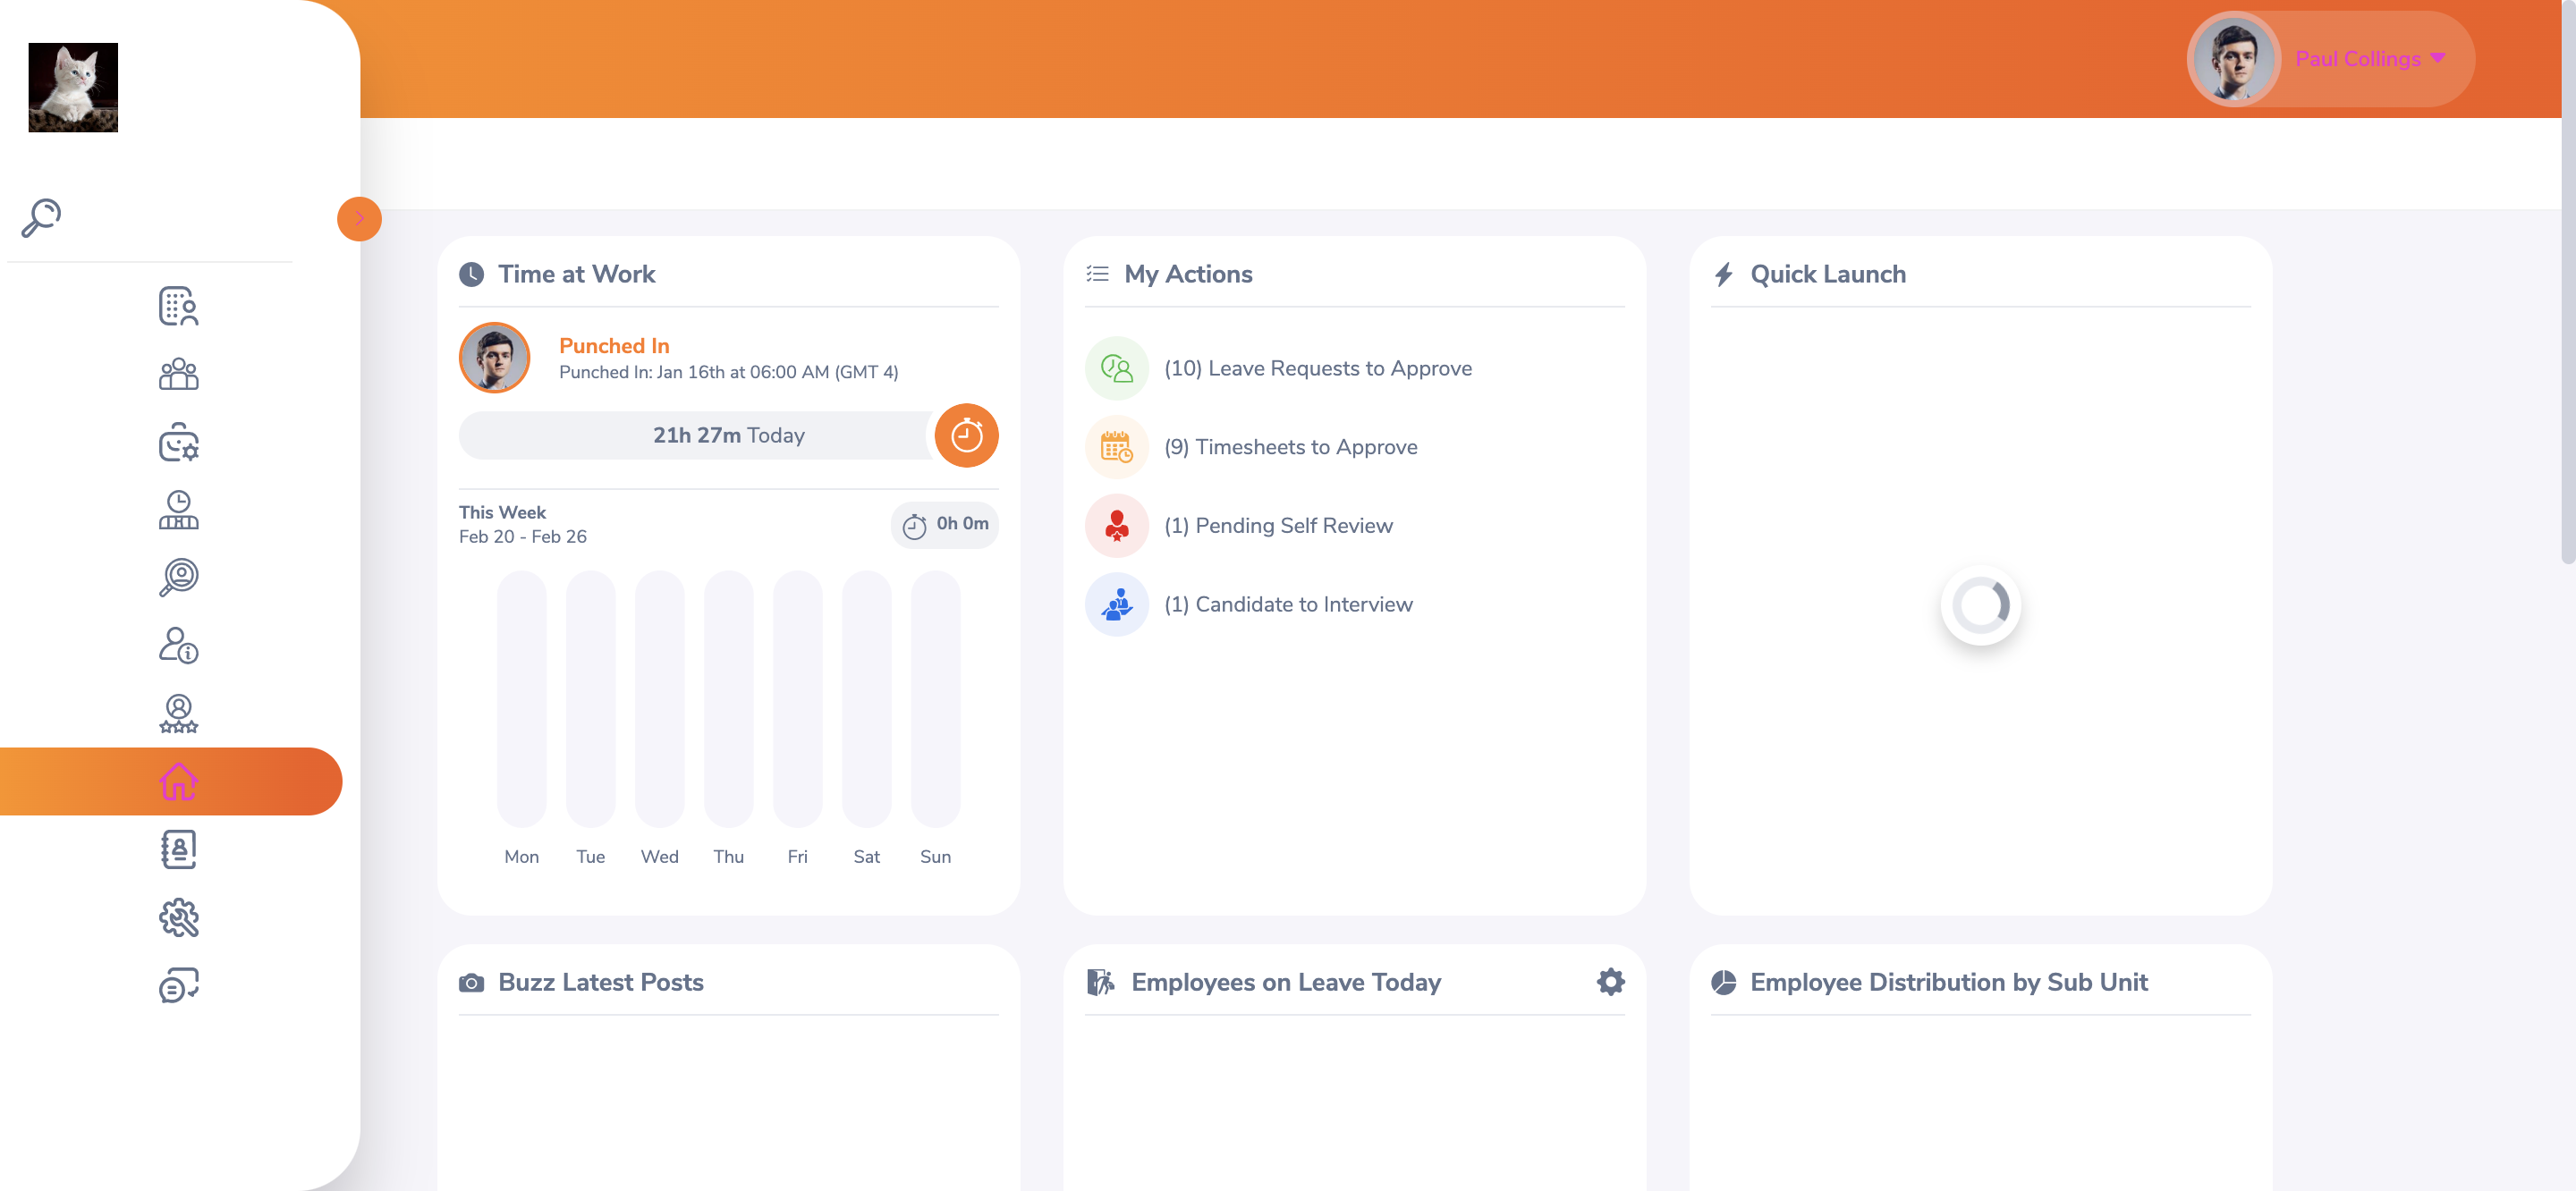 Paul Collings
Time at Work
Punched In
Punched In: Jan 16th at 06:00 AM (GMT 4)
21h 27m Today
This Week
Feb 20 - Feb 26
0h 0m
Mon Tue Wed Thu Fri Sat Sun
My Actions
(10) Leave Requests to Approve
(9) Timesheets to Approve
(1) Pending Self Review
(1) Candidate to Interview
Quick Launch
Buzz Latest Posts
Employees on Leave Today
Employee Distribution by Sub Unit